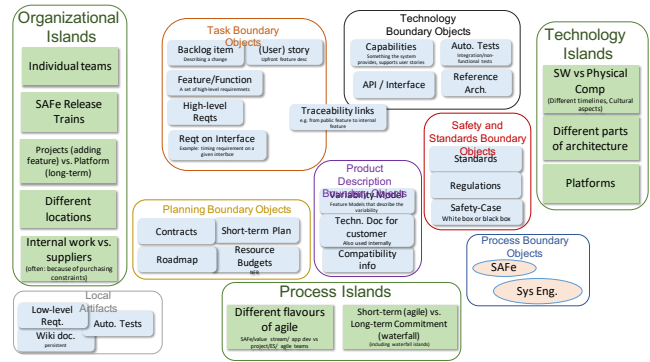 Organizational
Islands
Individual teams
SAFe Release
Trains
Projects (adding
feature) vs. Platform
(long-term)
Different
locations
Internal work vs.
suppliers
(often: because of purchasing
constraints)
Task Boundary
Objects
Backlog item
Describing a change
(User) story
Upfront feature desc
Feature/Function
A set of high-level requirements
High-level
Reqts
Reqt on Interface
Example: timing requirement on a
given interface
Traceability links
e.g. from public feature to internal
feature
Technology
Boundary Objects
Capabilities
Something the system
provides, supports user stories
Auto. Tests
Integration/non-
functional tests
API / Interface
Reference
Arch.
Technology
Islands
SW vs Physical
Comp
(Different timelines, Cultural
aspects)
Different parts
of architecture
Platforms
Safety and
Standards Boundary
Objects
Standards
Regulations
Safety-Case
White box or black box
Product
Description
Boundary Objects
Variability Model
Feature Models that describe the
variability
Techn. Doc for
customer
Also used internally
Compatibility
info
Planning Boundary Objects
Contracts
Short-term Plan
Roadmap
Resource
Budgets
NER.
Process Boundary
Objects
SAFe
Sys Eng.
Local
Artifacts
Low-level
Reqt.
Auto. Tests
Wiki doc.
persistent
Process Islands
Different flavours
of agile
SAFe/value stream/ app dev vs
project/ES/ agile teams
Short-term (agile) vs.
Long-term Commitment
(waterfall)
(including waterfall islands)